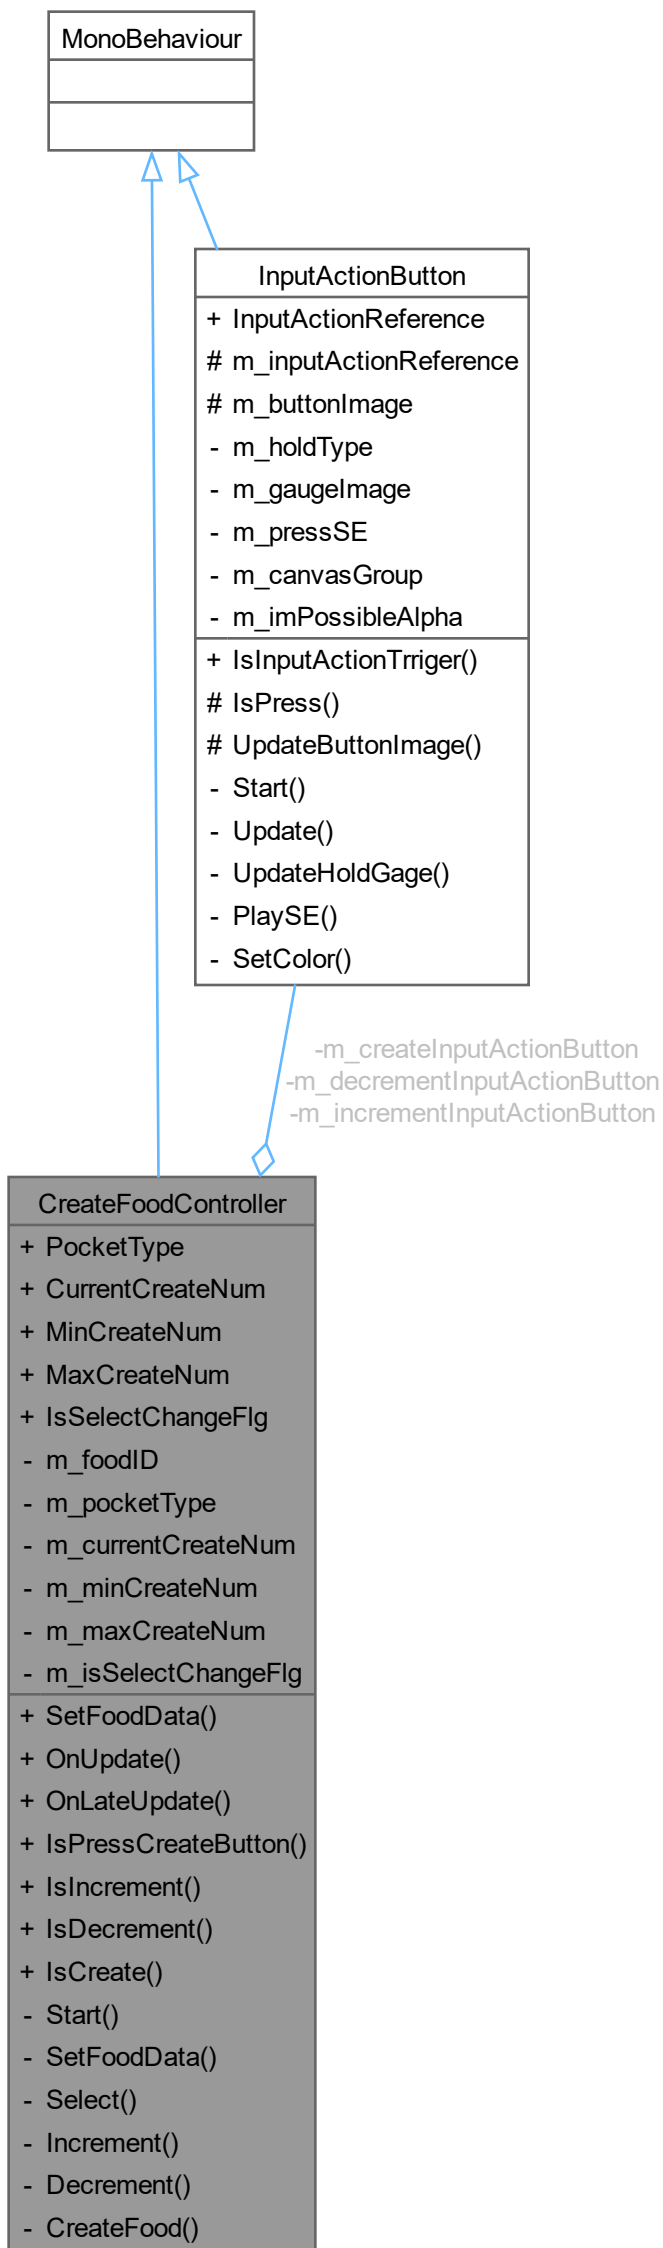 MonoBehaviour
InputActionButton
+ InputActionReference
# m_inputActionReference
# m_buttonImage
- m_holdType
- m_gaugeImage
- m_pressSE
- m_canvasGroup
- m_imPossibleAlpha
+ IsInputActionTrriger()
# IsPress()
# UpdateButtonImage()
- Start()
- Update()
- UpdateHoldGage()
- PlaySE()
- SetColor()
-m_createInputActionButton
-m_decrementInputActionButton
-m_incrementInputActionButton
CreateFoodController
+ PocketType
+ CurrentCreateNum
+ MinCreateNum
+ MaxCreateNum
+ IsSelectChangeFlg
- m_foodID
- m_pocketType
- m_currentCreateNum
- m_minCreateNum
- m_maxCreateNum
- m_isSelectChangeFlg
+ SetFoodData()
+ OnUpdate()
+ OnLateUpdate()
+ IsPressCreateButton()
+ IsIncrement()
+ IsDecrement()
+ IsCreate()
- Start()
- SetFoodData()
- Select()
- Increment()
- Decrement()
- CreateFood()